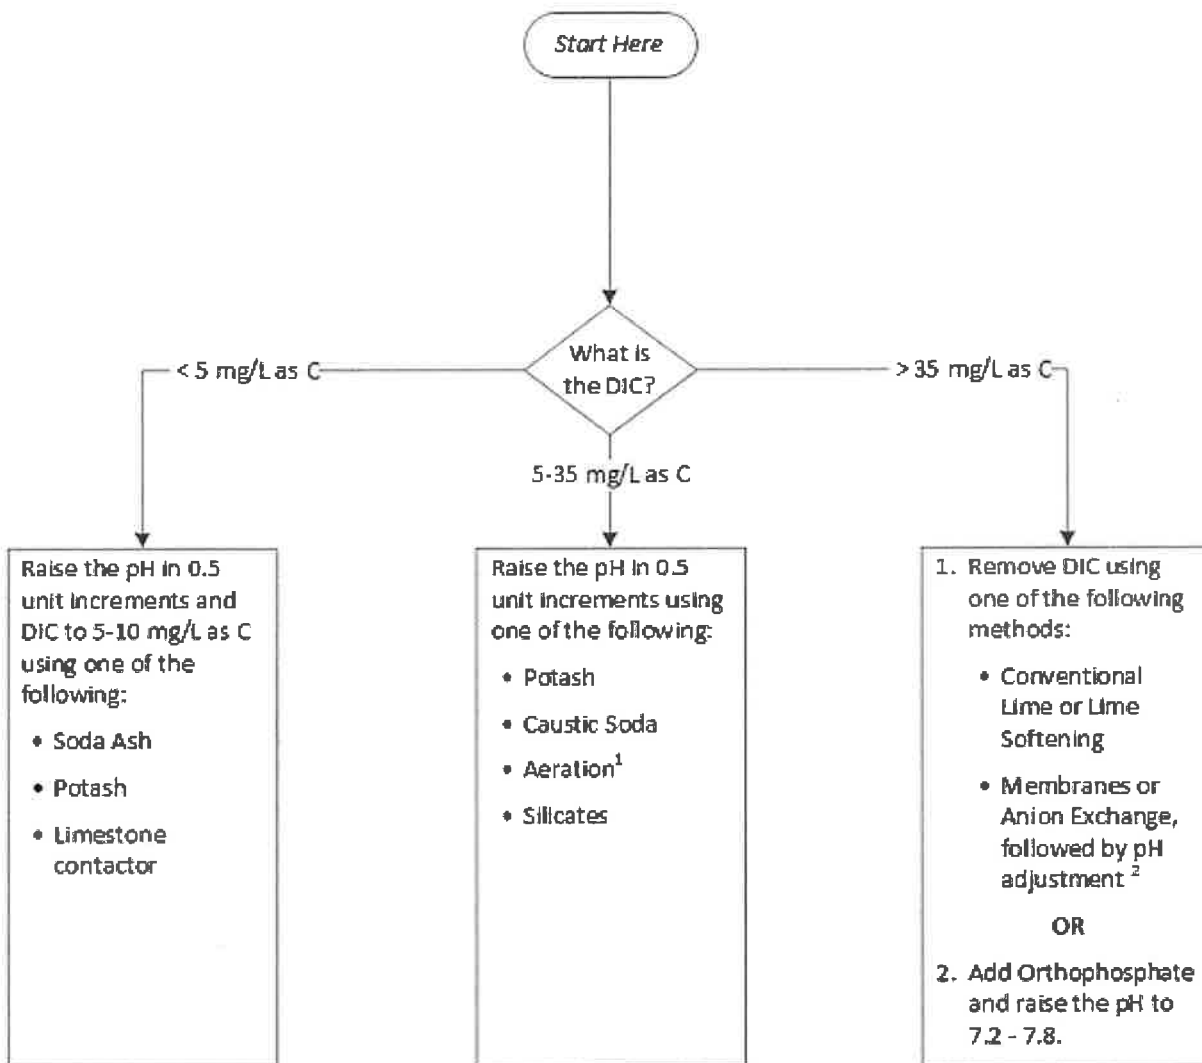 Start Here
What is
the DIC?
< 5 mg/L as C
5-35 mg/L as C
> 35 mg/L as C
Raise the pH in 0.5
unit increments and
DIC to 5-10 mg/L as C
using one of the
following:
• Soda Ash
• Potash
• Limestone
contactor
Raise the pH in 0.5
unit increments using
one of the following:
• Potash
• Caustic Soda
• Aeration¹
• Silicates
1. Remove DIC using
one of the following
methods:
• Conventional
Lime or Lime
Softening
• Membranes or
Anion Exchange,
followed by pH
adjustment ²
OR
2. Add Orthophosphate
and raise the pH to
7.2 - 7.8.